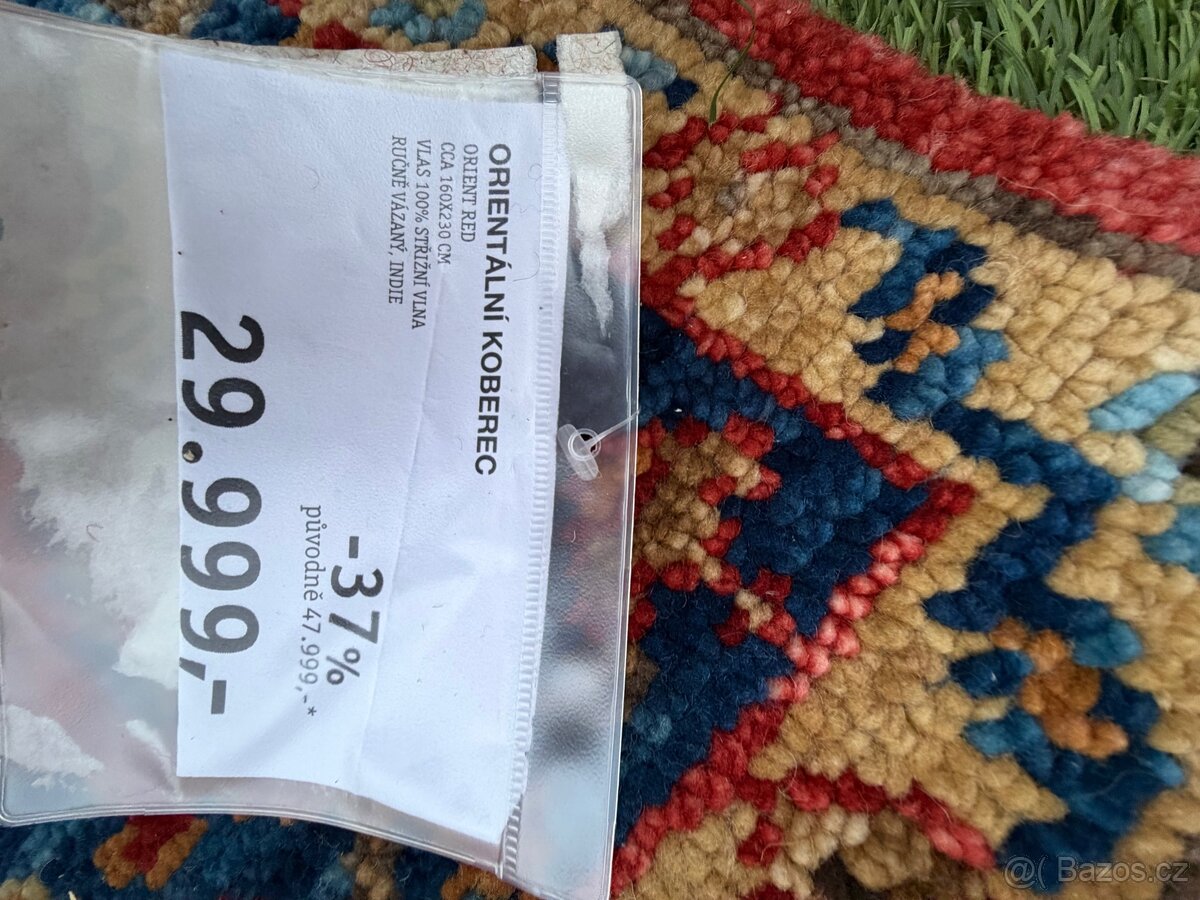 ORIENTÁLNÍ KOBEREC
ORIENT RED
CCA 160X230 CM
VLAS 100% STŘIŽNÍ VLNA
RUČNĚ VÁZANÝ, INDIE
-37%
původně 47.999,-*
29.999,-
@( Bazos.cz